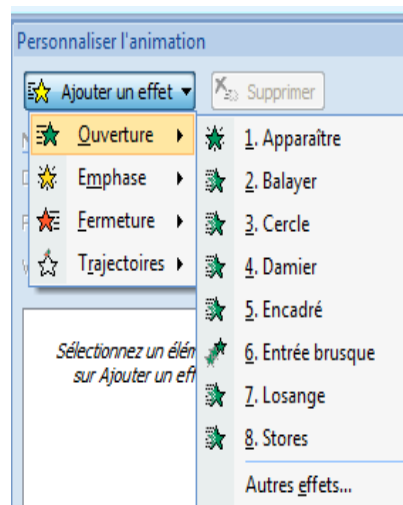 Personnaliser l'animation
Ajouter un effet
Supprimer
Ouverture
Emphase
Fermeture
Trajectoires
1. Apparaître
2. Balayer
3. Cercle
4. Damier
5. Encadré
6. Entrée brusque
7. Losange
8. Stores
Autres effets...
Sélectionnez un élém
sur Ajouter un eff